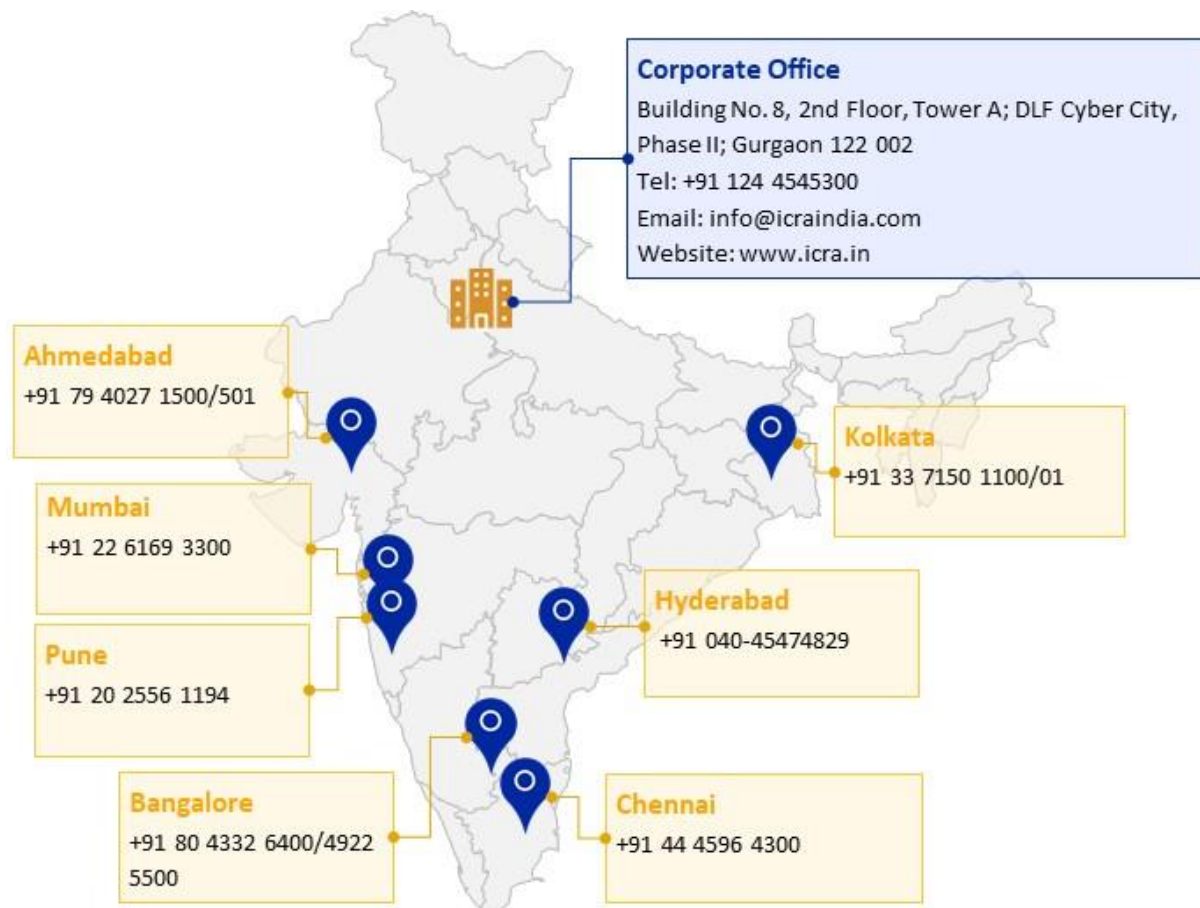 Corporate Office
Building No. 8, 2nd Floor, Tower A; DLF Cyber City,
Phase II; Gurgaon 122 002
Tel: +91 124 4545300
Email: info@icraindia.com
Website: www.icra.in
Ahmedabad
+91 79 4027 1500/501
Kolkata
+91 33 7150 1100/01
Mumbai
+91 22 6169 3300
Hyderabad
+91 040-45474829
Pune
+91 20 2556 1194
Bangalore
+91 80 4332 6400/4922
5500
Chennai
+91 44 4596 4300